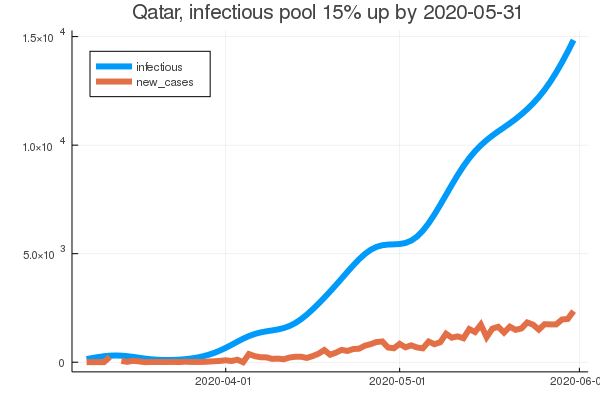 Qatar, infectious pool 15% up by 2020-05-31
1.5×10⁴
infectious
new_cases
1.0×10⁴
5.0×10³
0
2020-04-01 2020-05-01 2020-06-0